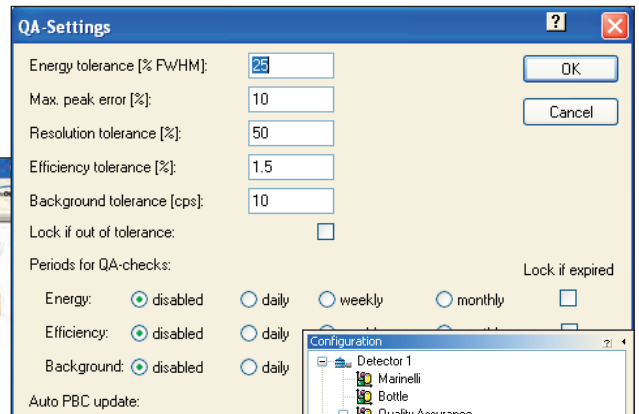 QA-Settings ?
Energy tolerance [% FWHM]: 25 OK
Max. peak error [%]: 10 Cancel
Resolution tolerance [%]: 50
Efficiency tolerance [%]: 1.5
Background tolerance [cps]: 10
Lock if out of tolerance:
Periods for QA-checks: Lock if expired
Energy: disabled daily weekly monthly
Efficiency: disabled daily
Configuration ?
Background: disabled daily
Detector 1
Marinelli
Bottle
Auto PBC update:
Quality Assurance